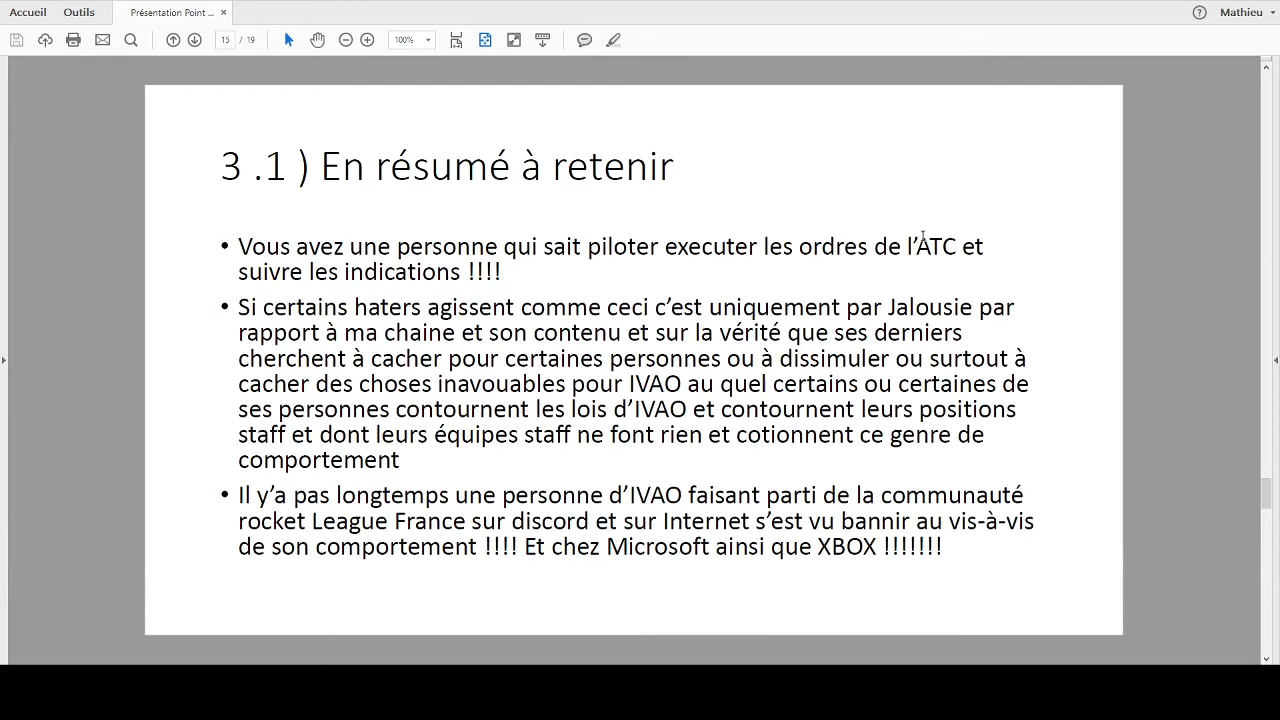 Accueil Outils Présentation Point ... × Mathieu
15 / 19 100%
3 .1 ) En résumé à retenir
• Vous avez une personne qui sait piloter executer les ordres de l’ATC et
suivre les indications !!!!
• Si certains haters agissent comme ceci c’est uniquement par Jalousie par
rapport à ma chaine et son contenu et sur la vérité que ses derniers
cherchent à cacher pour certaines personnes ou à dissimuler ou surtout à
cacher des choses inavouables pour IVAO au quel certains ou certaines de
ses personnes contournent les lois d’IVAO et contournent leurs positions
staff et dont leurs équipes staff ne font rien et cotionnent ce genre de
comportement
• Il y’a pas longtemps une personne d’IVAO faisant parti de la communauté
rocket League France sur discord et sur Internet s’est vu bannir au vis-à-vis
de son comportement !!!! Et chez Microsoft ainsi que XBOX !!!!!!!